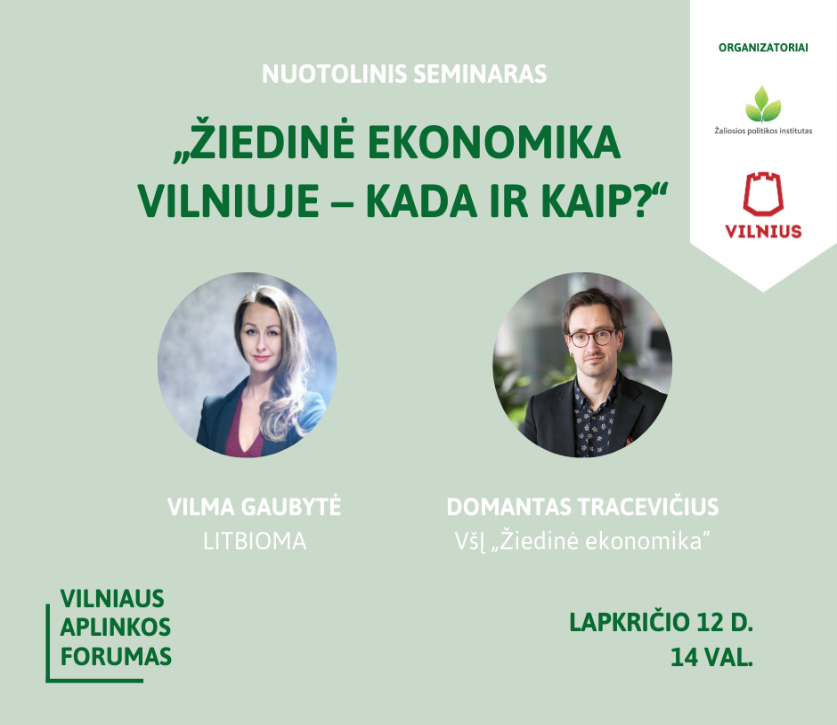 ORGANIZATORIAI
Žaliosios politikos institutas
VILNIUS
NUOTOLINIS SEMINARAS
„ŽIEDINĖ EKONOMIKA
VILNIUJE – KADA IR KAIP?“
VILMA GAUBYTĖ
LITBIOMA
DOMANTAS TRACEVIČIUS
VšĮ „Žiedinė ekonomika”
VILNIAUS
APLINKOS
FORUMAS
LAPKRIČIO 12 D.
14 VAL.